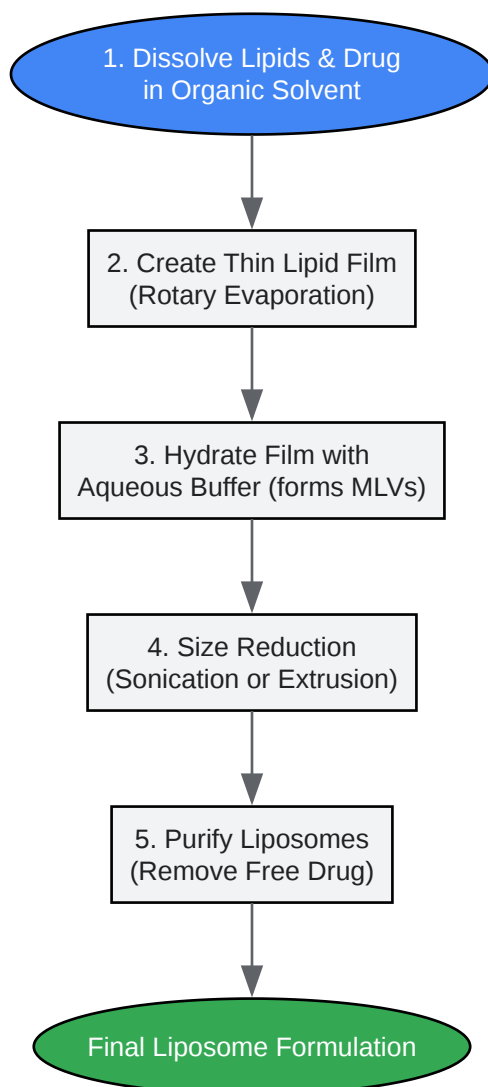 1. Dissolve Lipids & Drug
in Organic Solvent
2. Create Thin Lipid Film
(Rotary Evaporation)
3. Hydrate Film with
Aqueous Buffer (forms MLVs)
4. Size Reduction
(Sonication or Extrusion)
5. Purify Liposomes
(Remove Free Drug)
Final Liposome Formulation